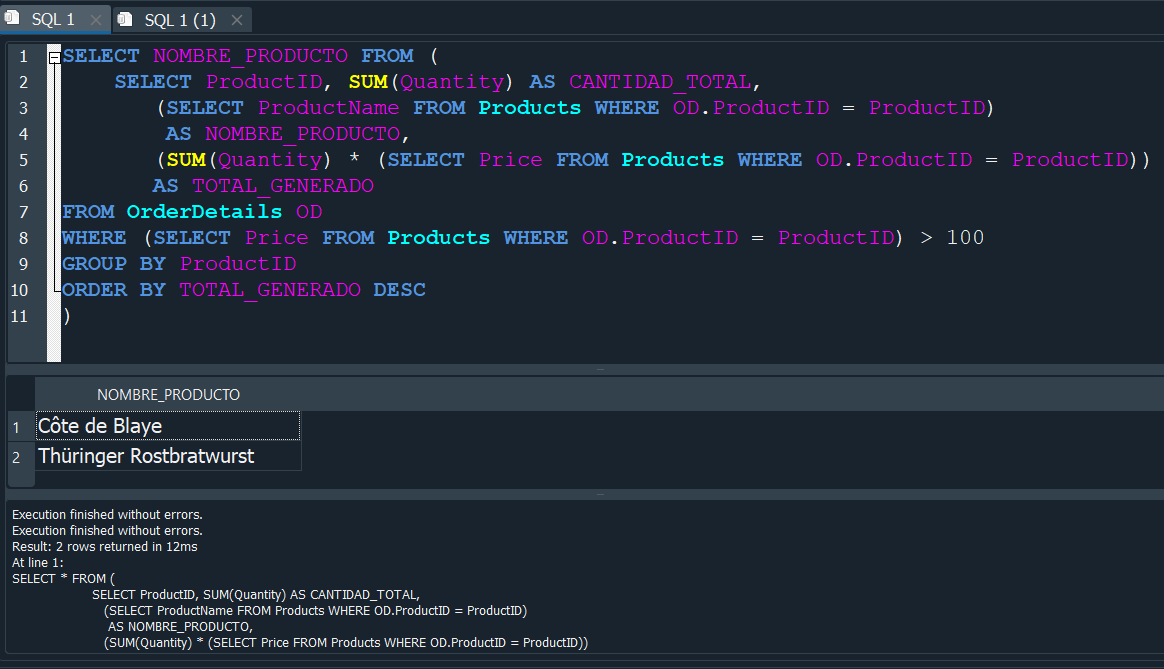 SQL 1
SQL 1 (1)
1 SELECT NOMBRE_PRODUCTO FROM (
2 SELECT ProductID, SUM(Quantity) AS CANTIDAD_TOTAL,
3 (SELECT ProductName FROM Products WHERE OD.ProductID = ProductID)
4 AS NOMBRE_PRODUCTO,
5 (SUM(Quantity) * (SELECT Price FROM Products WHERE OD.ProductID = ProductID))
6 AS TOTAL_GENERADO
7 FROM OrderDetails OD
8 WHERE (SELECT Price FROM Products WHERE OD.ProductID = ProductID) > 100
9 GROUP BY ProductID
10 ORDER BY TOTAL_GENERADO DESC
11 )
NOMBRE_PRODUCTO
1 Côte de Blaye
2 Thüringer Rostbratwurst
Execution finished without errors.
Execution finished without errors.
Result: 2 rows returned in 12ms
At line 1:
SELECT * FROM (
SELECT ProductID, SUM(Quantity) AS CANTIDAD_TOTAL,
(SELECT ProductName FROM Products WHERE OD.ProductID = ProductID)
AS NOMBRE_PRODUCTO,
(SUM(Quantity) * (SELECT Price FROM Products WHERE OD.ProductID = ProductID))